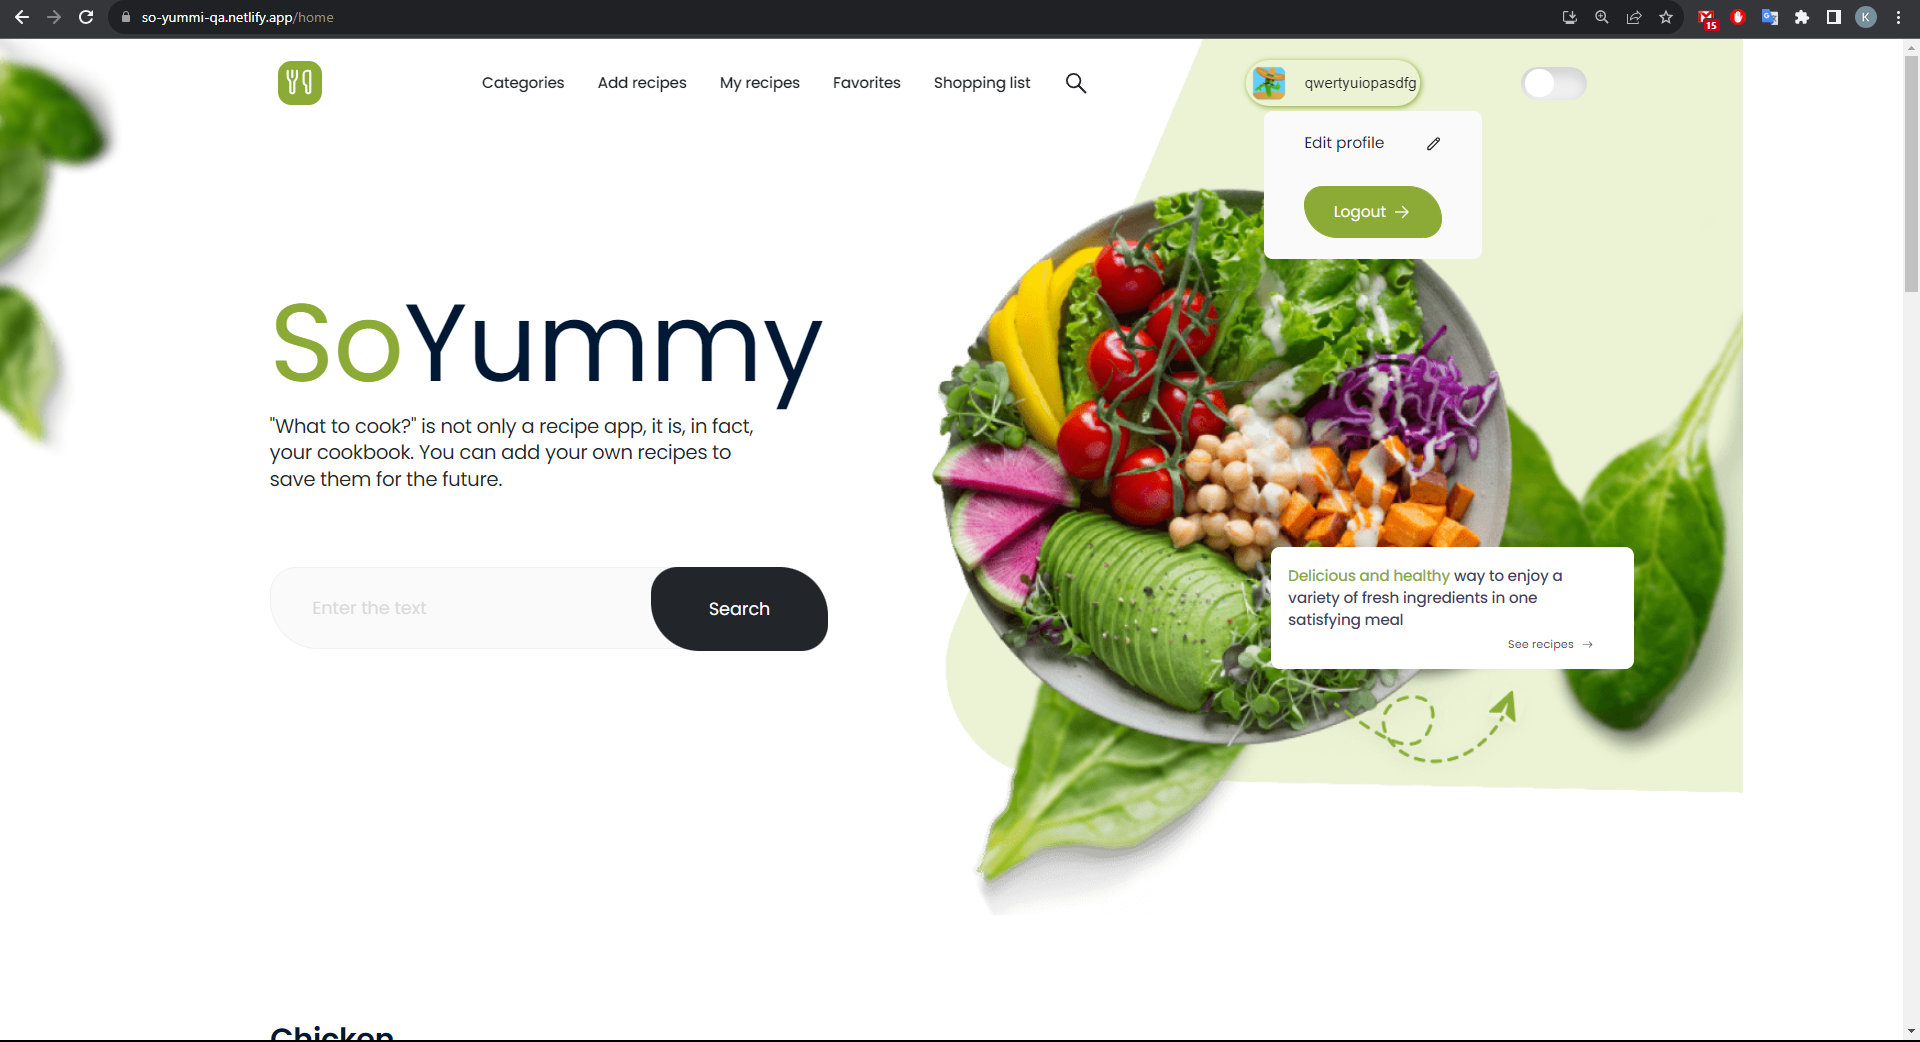 so-yummi-qa.netlify.app/home
15
K
Categories
Add recipes
My recipes
Favorites
Shopping list
qwertyuiopasdfg
Edit profile
Logout
SoYummy
"What to cook?" is not only a recipe app, it is, in fact,
your cookbook. You can add your own recipes to
save them for the future.
Enter the text
Search
Delicious and healthy way to enjoy a
variety of fresh ingredients in one
satisfying meal
See recipes
Chicken